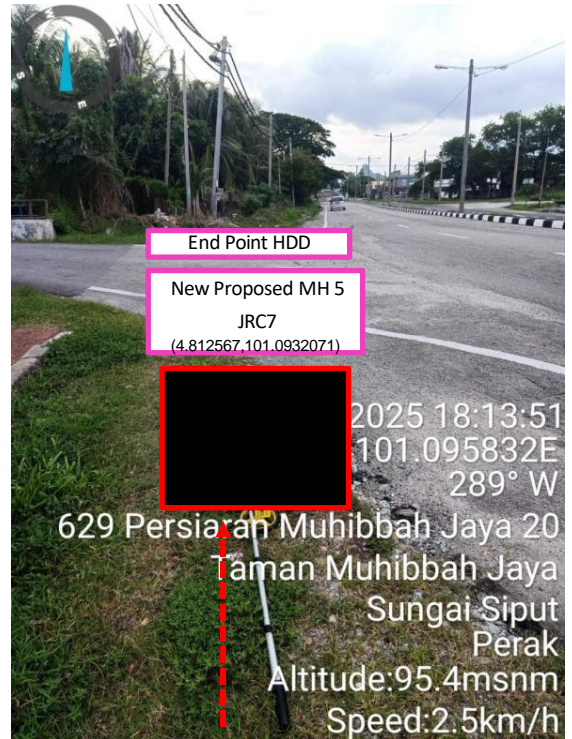 End Point HDD
New Proposed MH 5
JRC7
(4.812567,101.0932071)
2025 18:13:51
101.095832E
289° W
629 Persiaran Muhibbah Jaya 20
Taman Muhibbah Jaya
Sungai Siput
Perak
Altitude:95.4msnm
Speed:2.5km/h